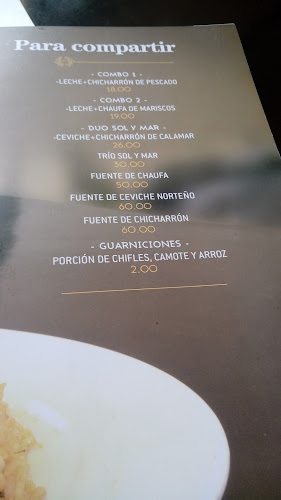 Para compartir
- COMBO 1 -
-LECHE+CHICHARRÓN DE PESCADO
18.00
- COMBO 2 -
-LECHE+CHAUFA DE MARISCOS
19.00
- DUO SOL Y MAR -
-CEVICHE+CHICHARRÓN DE CALAMAR
26.00
TRÍO SOL Y MAR
30.00
FUENTE DE CHAUFA
50.00
FUENTE DE CEVICHE NORTEÑO
60.00
FUENTE DE CHICHARRÓN
60.00
- GUARNICIONES -
PORCIÓN DE CHIFLES, CAMOTE Y ARROZ
2.00